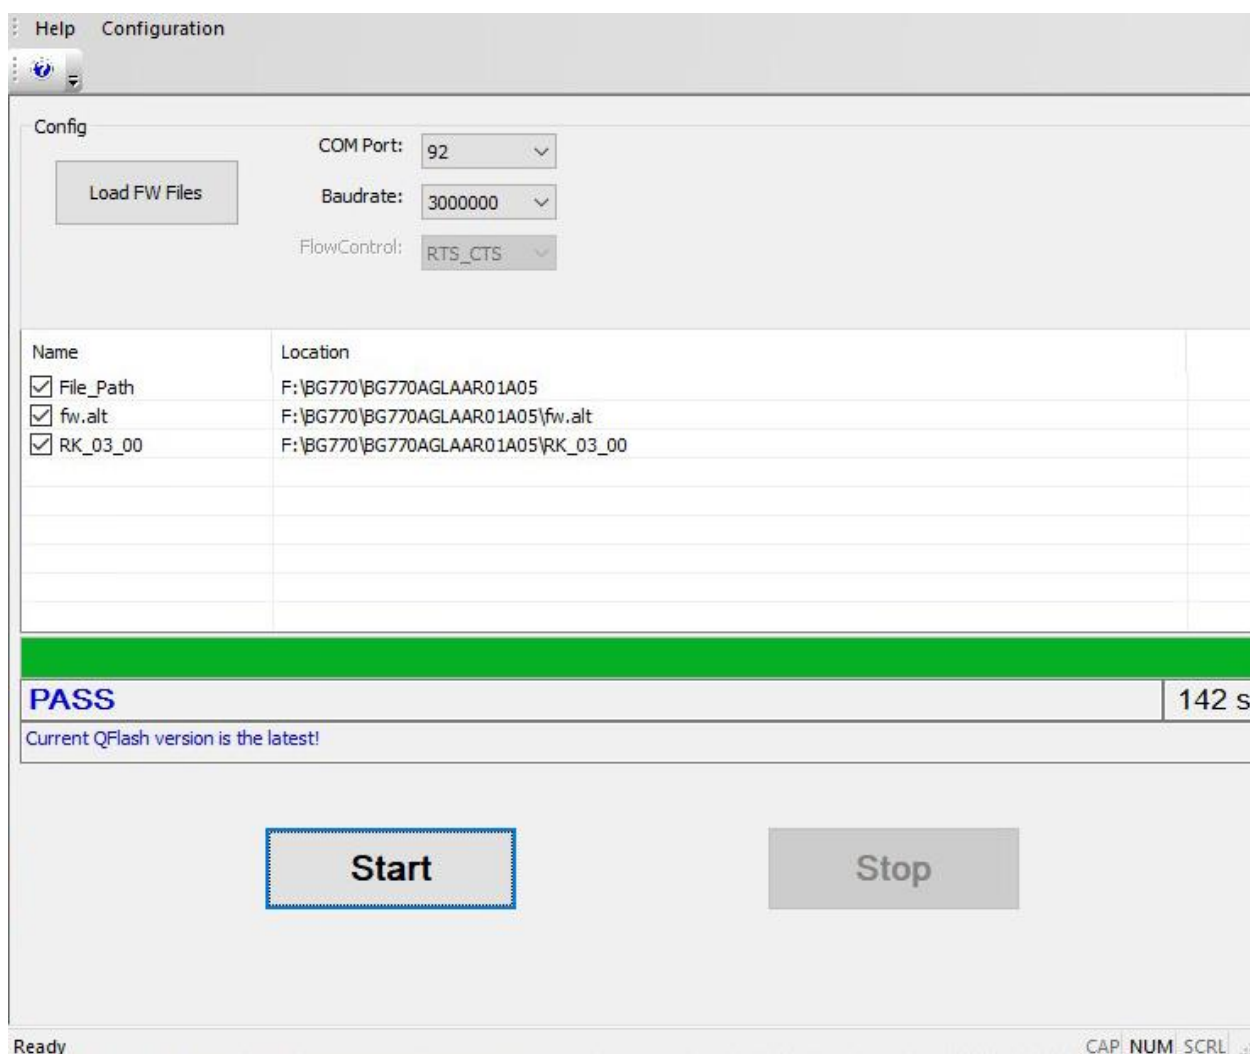 Help Configuration
Config
Load FW Files
COM Port: 92
Baudrate: 3000000
FlowControl: RTS_CTS
Name Location
File_Path F:\BG770\BG770AGLAAR01A05
fw.alt F:\BG770\BG770AGLAAR01A05\fw.alt
RK_03_00 F:\BG770\BG770AGLAAR01A05\RK_03_00
PASS 142 s
Current QFlash version is the latest!
Start Stop
Ready CAP NUM SCRL